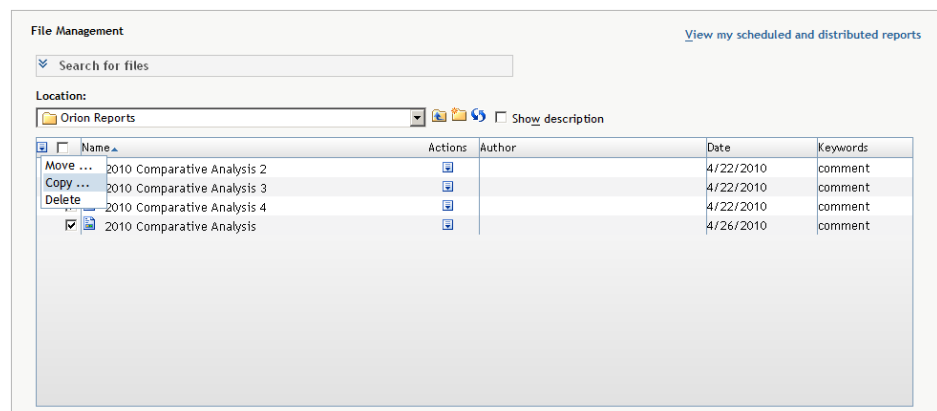 File Management
View my scheduled and distributed reports
Search for files
Location:
Orion Reports
Show description
Name Actions Author Date Keywords
Move ...
2010 Comparative Analysis 2 4/22/2010 comment
Copy ...
2010 Comparative Analysis 3 4/22/2010 comment
Delete
2010 Comparative Analysis 4 4/22/2010 comment
2010 Comparative Analysis 4/26/2010 comment